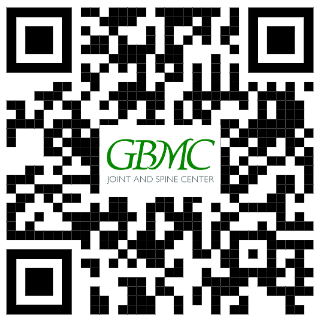 GBMC
JOINT AND SPINE CENTER